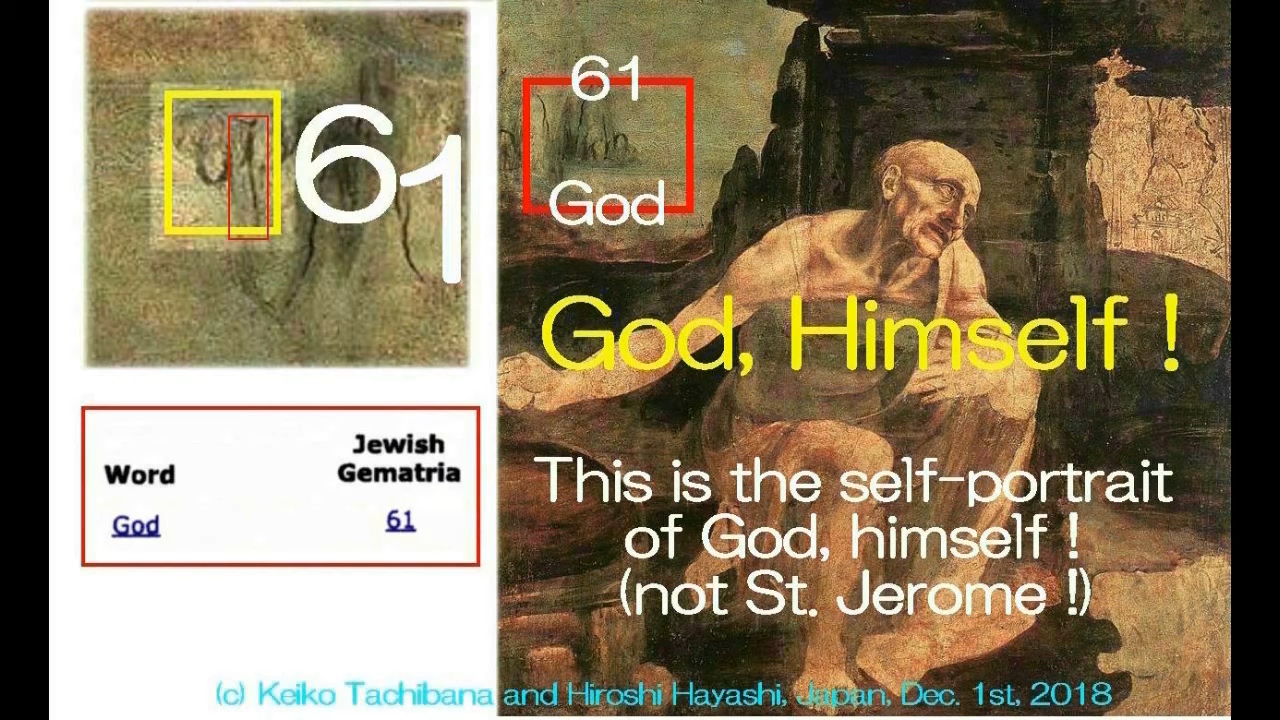 61
61
God
God, Himself !
Jewish
Word Gematria
God 61
This is the self-portrait
of God, himself !
(not St. Jerome !)
(c) Keiko Tachibana and Hiroshi Hayashi, Japan, Dec. 1st, 2018